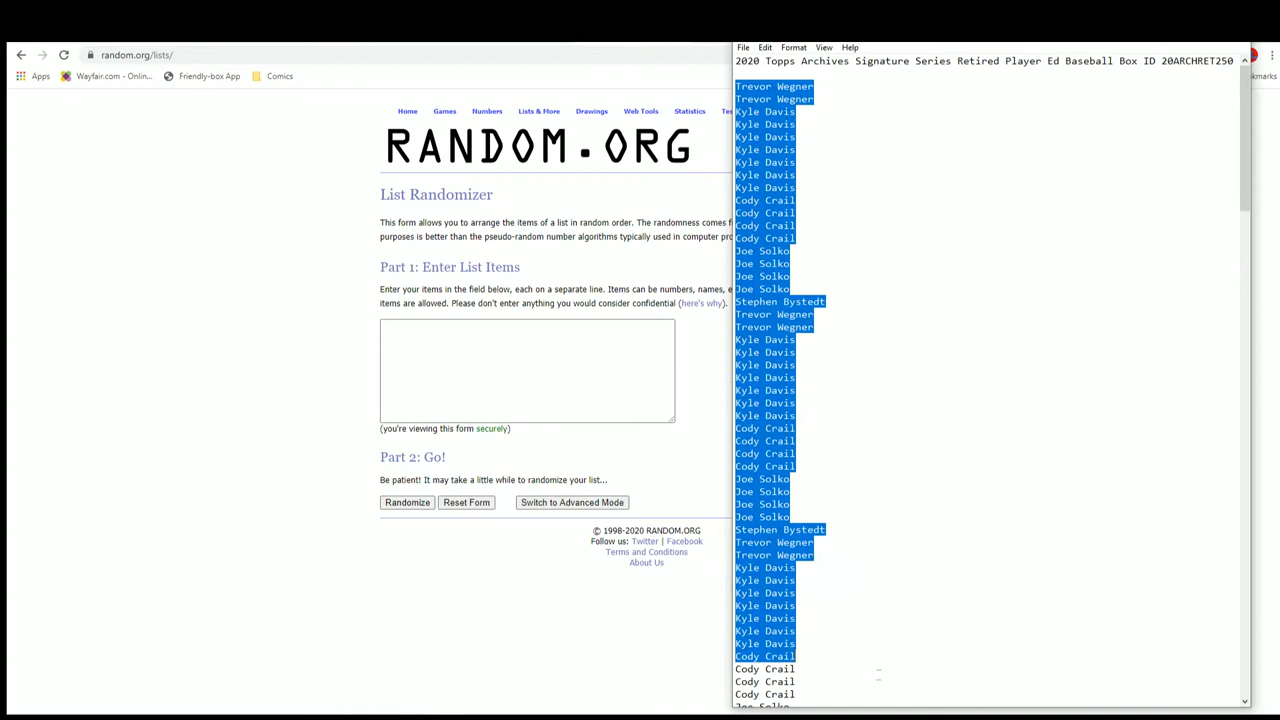 random.org/lists/
Apps
Wayfair.com - Onlin...
Friendly-box App
Comics
kmarks
Home
Games
Numbers
Lists & More
Drawings
Web Tools
Statistics
RANDOM.ORG
List Randomizer
This form allows you to arrange the items of a list in random order. The randomness comes f
purposes is better than the pseudo-random number algorithms typically used in computer pr
Part 1: Enter List Items
Enter your items in the field below, each on a separate line. Items can be numbers, names, e
items are allowed. Please don't enter anything you would consider confidential (here's why).
(you're viewing this form securely)
Part 2: Go!
Be patient! It may take a little while to randomize your list...
Randomize
Reset Form
Switch to Advanced Mode
© 1998-2020 RANDOM.ORG
Follow us: Twitter | Facebook
Terms and Conditions
About Us
File Edit Format View Help
2020 Topps Archives Signature Series Retired Player Ed Baseball Box ID 20ARCHRET250
Trevor Wegner
Trevor Wegner
Kyle Davis
Kyle Davis
Kyle Davis
Kyle Davis
Kyle Davis
Kyle Davis
Kyle Davis
Cody Crail
Cody Crail
Cody Crail
Cody Crail
Joe Solko
Joe Solko
Joe Solko
Joe Solko
Stephen Bystedt
Trevor Wegner
Trevor Wegner
Kyle Davis
Kyle Davis
Kyle Davis
Kyle Davis
Kyle Davis
Kyle Davis
Kyle Davis
Cody Crail
Cody Crail
Cody Crail
Cody Crail
Joe Solko
Joe Solko
Joe Solko
Joe Solko
Stephen Bystedt
Trevor Wegner
Trevor Wegner
Kyle Davis
Kyle Davis
Kyle Davis
Kyle Davis
Kyle Davis
Kyle Davis
Kyle Davis
Cody Crail
Cody Crail
Cody Crail
Cody Crail
Joe Solko